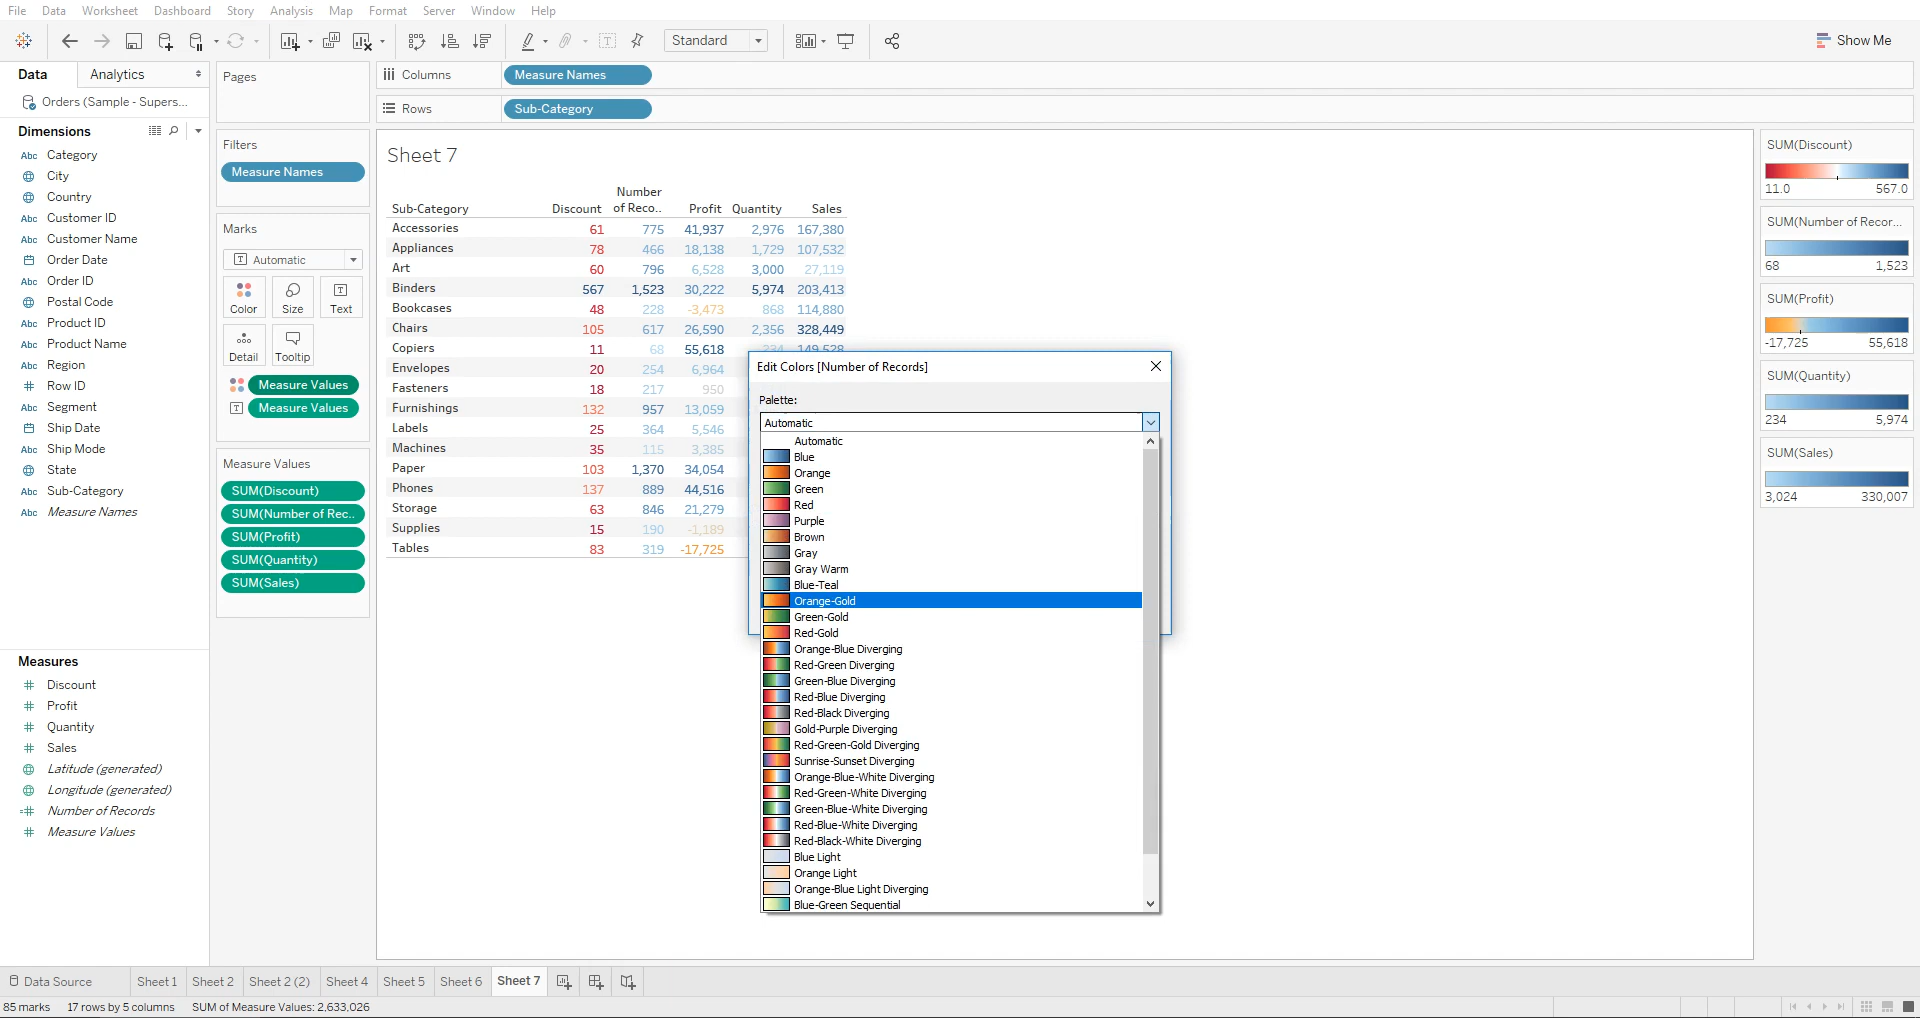 File Data Worksheet Dashboard Story Analysis Map Format Server Window Help
Standard
Show Me
Data Analytics
Orders (Sample - Supers...
Dimensions
Abc Category
City
Country
Abc Customer ID
Abc Customer Name
Order Date
Abc Order ID
Postal Code
Abc Product ID
Abc Product Name
Abc Region
# Row ID
Abc Segment
Ship Date
Abc Ship Mode
State
Abc Sub-Category
Abc Measure Names
Measures
# Discount
# Profit
# Quantity
# Sales
Latitude (generated)
Longitude (generated)
=# Number of Records
# Measure Values
Pages
Filters
Measure Names
Marks
T Automatic
Color Size T Text
Detail Tooltip
Measure Values
T Measure Values
Measure Values
SUM(Discount)
SUM(Number of Rec..
SUM(Profit)
SUM(Quantity)
SUM(Sales)
Columns Measure Names
Rows Sub-Category
Sheet 7
Number
Sub-Category Discount of Reco.. Profit Quantity Sales
Accessories 61 775 41,937 2,976 167,380
Appliances 78 466 18,138 1,729 107,532
Art 60 796 6,528 3,000 27,119
Binders 567 1,523 30,222 5,974 203,413
Bookcases 48 228 -3,473 868 114,880
Chairs 105 617 26,590 2,356 328,449
Copiers 11 68 55,618 234 149,528
Envelopes 20 254 6,964
Fasteners 18 217 950
Furnishings 132 957 13,059
Labels 25 364 5,546
Machines 35 115 3,385
Paper 103 1,370 34,054
Phones 137 889 44,516
Storage 63 846 21,279
Supplies 15 190 -1,189
Tables 83 319 -17,725
Edit Colors [Number of Records]
Palette:
Automatic
Automatic
Blue
Orange
Green
Red
Purple
Brown
Gray
Gray Warm
Blue-Teal
Orange-Gold
Green-Gold
Red-Gold
Orange-Blue Diverging
Red-Green Diverging
Green-Blue Diverging
Red-Blue Diverging
Red-Black Diverging
Gold-Purple Diverging
Red-Green-Gold Diverging
Sunrise-Sunset Diverging
Orange-Blue-White Diverging
Red-Green-White Diverging
Green-Blue-White Diverging
Red-Blue-White Diverging
Red-Black-White Diverging
Blue Light
Orange Light
Orange-Blue Light Diverging
Blue-Green Sequential
SUM(Discount)
11.0 567.0
SUM(Number of Recor...
68 1,523
SUM(Profit)
-17,725 55,618
SUM(Quantity)
234 5,974
SUM(Sales)
3,024 330,007
Data Source Sheet 1 Sheet 2 Sheet 2 (2) Sheet 4 Sheet 5 Sheet 6 Sheet 7
85 marks 17 rows by 5 columns SUM of Measure Values: 2,633,026